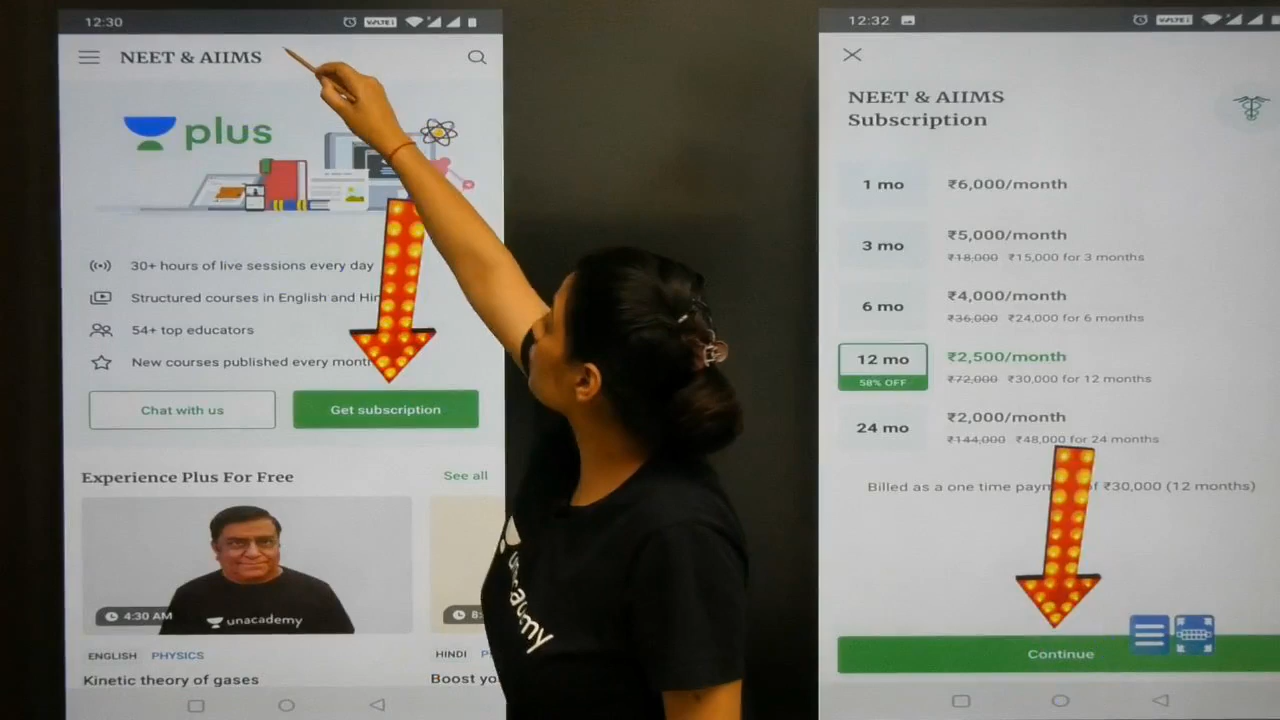 12:30
VoLTE
NEET & AIIMS
plus
30+ hours of live sessions every day
Structured courses in English and Hin
54+ top educators
New courses published every month
Chat with us
Get subscription
Experience Plus For Free
See all
4:30 AM
unacademy
8:
ENGLISH PHYSICS
Kinetic theory of gases
HINDI P
Boost yo
unacademy
12:32
VoLTE
NEET & AIIMS
Subscription
1 mo
₹6,000/month
3 mo
₹5,000/month
₹18,000 ₹15,000 for 3 months
6 mo
₹4,000/month
₹36,000 ₹24,000 for 6 months
12 mo
58% OFF
₹2,500/month
₹72,000 ₹30,000 for 12 months
24 mo
₹2,000/month
₹144,000 ₹48,000 for 24 months
Billed as a one time paym f ₹30,000 (12 months)
Continue